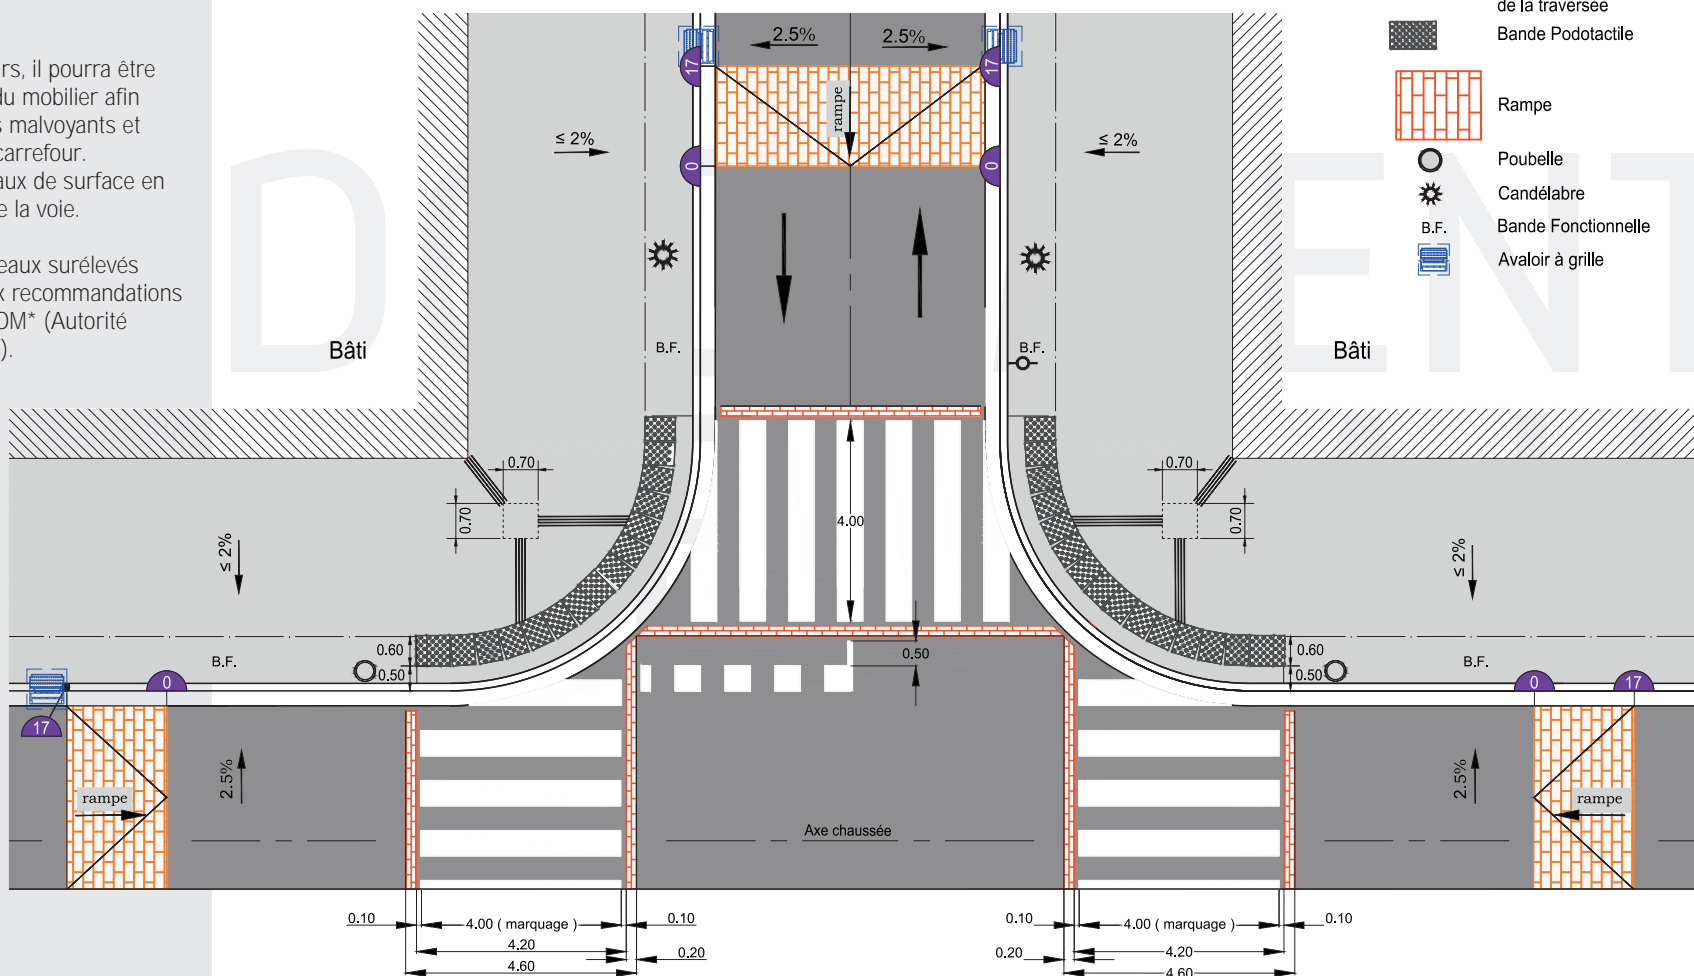 de la traversée
Bande Podotactile
Rampe
Poubelle
Candélabre
B.F. Bande Fonctionnelle
Avaloir à grille
rs, il pourra être
du mobilier afin
s malvoyants et
carrefour.
aux de surface en
e la voie.
eaux surélevés
x recommandations
OM* (Autorité
).
2.5% 2.5%
17 17
rampe
≤ 2% ≤ 2%
0 0
Bâti B.F. B.F. Bâti
0.70 0.70
0.70 4.00 0.70
≤ 2% ≤ 2%
0.60 0.50 0.60
B.F. B.F.
0.50 0.50
0 0 17
17
2.5% 2.5%
rampe rampe
Axe chaussée
0.10 4.00 ( marquage ) 0.10 0.10 4.00 ( marquage ) 0.10
4.20 0.20 0.20 4.20
4.60 4.60
D ENT